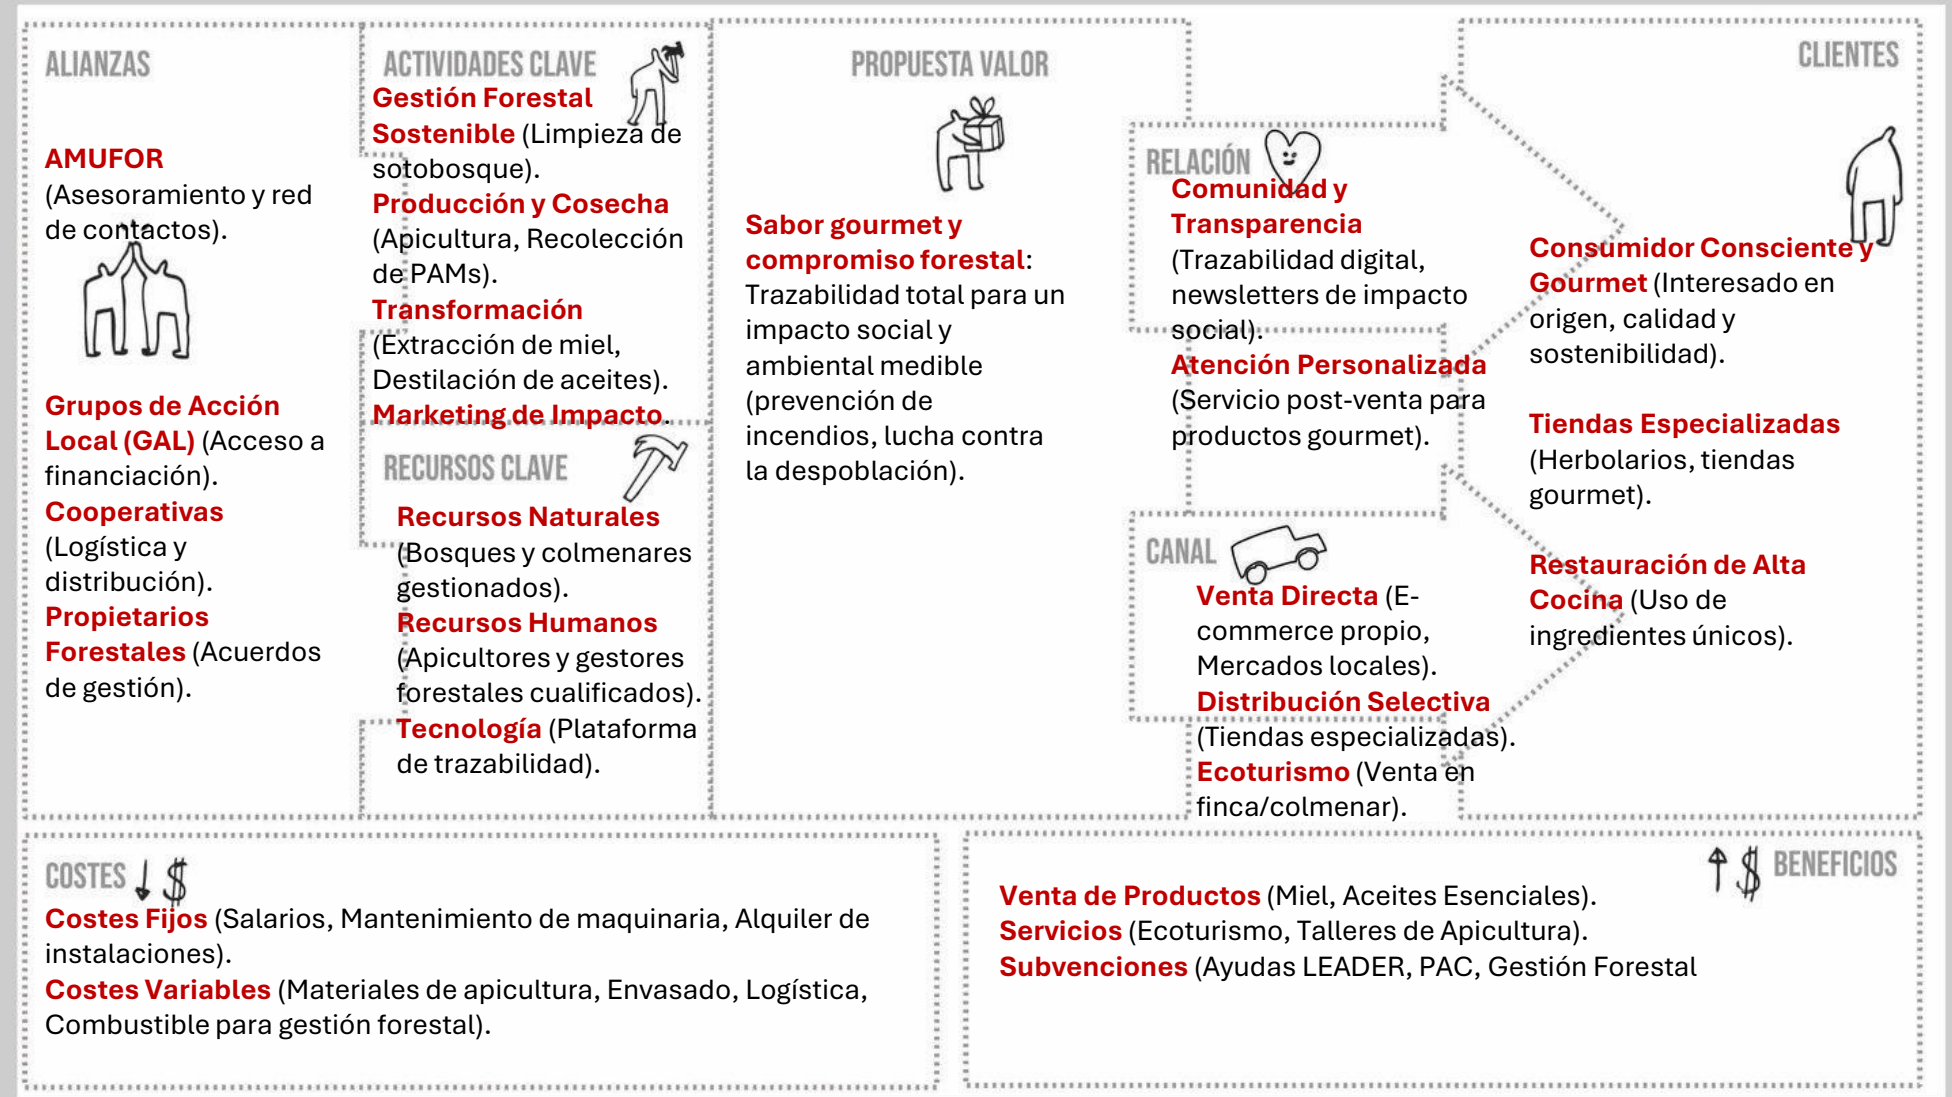 ALIANZAS
AMUFOR
(Asesoramiento y red
de contactos).
Grupos de Acción
Local (GAL) (Acceso a
financiación).
Cooperativas
(Logística y
distribución).
Propietarios
Forestales (Acuerdos
de gestión).
ACTIVIDADES CLAVE
Gestión Forestal
Sostenible (Limpieza de
sotobosque).
Producción y Cosecha
(Apicultura, Recolección
de PAMs).
Transformación
(Extracción de miel,
Destilación de aceites).
Marketing de Impacto.
RECURSOS CLAVE
Recursos Naturales
(Bosques y colmenares
gestionados).
Recursos Humanos
(Apicultores y gestores
forestales cualificados).
Tecnología (Plataforma
de trazabilidad).
PROPUESTA VALOR
Sabor gourmet y
compromiso forestal:
Trazabilidad total para un
impacto social y
ambiental medible
(prevención de
incendios, lucha contra
la despoblación).
RELACIÓN
Comunidad y
Transparencia
(Trazabilidad digital,
newsletters de impacto
social).
Atención Personalizada
(Servicio post-venta para
productos gourmet).
CANAL
Venta Directa (E-
commerce propio,
Mercados locales).
Distribución Selectiva
(Tiendas especializadas).
Ecoturismo (Venta en
finca/colmenar).
CLIENTES
Consumidor Consciente y
Gourmet (Interesado en
origen, calidad y
sostenibilidad).
Tiendas Especializadas
(Herbolarios, tiendas
gourmet).
Restauración de Alta
Cocina (Uso de
ingredientes únicos).
COSTES $
Costes Fijos (Salarios, Mantenimiento de maquinaria, Alquiler de
instalaciones).
Costes Variables (Materiales de apicultura, Envasado, Logística,
Combustible para gestión forestal).
$ BENEFICIOS
Venta de Productos (Miel, Aceites Esenciales).
Servicios (Ecoturismo, Talleres de Apicultura).
Subvenciones (Ayudas LEADER, PAC, Gestión Forestal